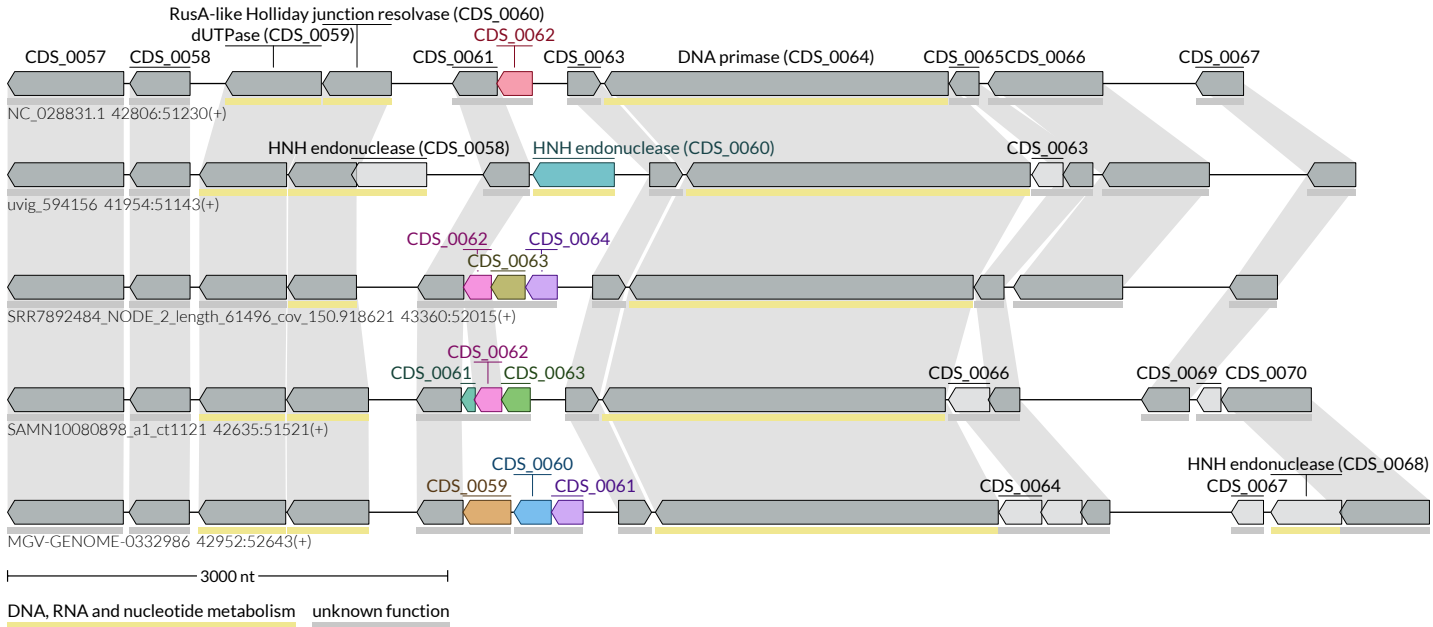 RusA-like Holliday junction resolvase (CDS_0060)
dUTPase (CDS_0059) CDS_0062
CDS_0057 CDS_0058 CDS_0061 CDS_0063 DNA primase (CDS_0064) CDS_0065 CDS_0066 CDS_0067
NC_028831.1 42806:51230(+)
HNH endonuclease (CDS_0058) HNH endonuclease (CDS_0060) CDS_0063
uvig_594156 41954:51143(+)
CDS_0062 CDS_0064
CDS_0063
SRR7892484_NODE_2_length_61496_cov_150.918621 43360:52015(+)
CDS_0062
CDS_0061 CDS_0063 CDS_0066 CDS_0069 CDS_0070
SAMN10080898_a1_ct1121 42635:51521(+)
CDS_0060 HNH endonuclease (CDS_0068)
CDS_0059 CDS_0061 CDS_0064 CDS_0067
MGV-GENOME-0332986 42952:52643(+)
3000 nt
DNA, RNA and nucleotide metabolism unknown function